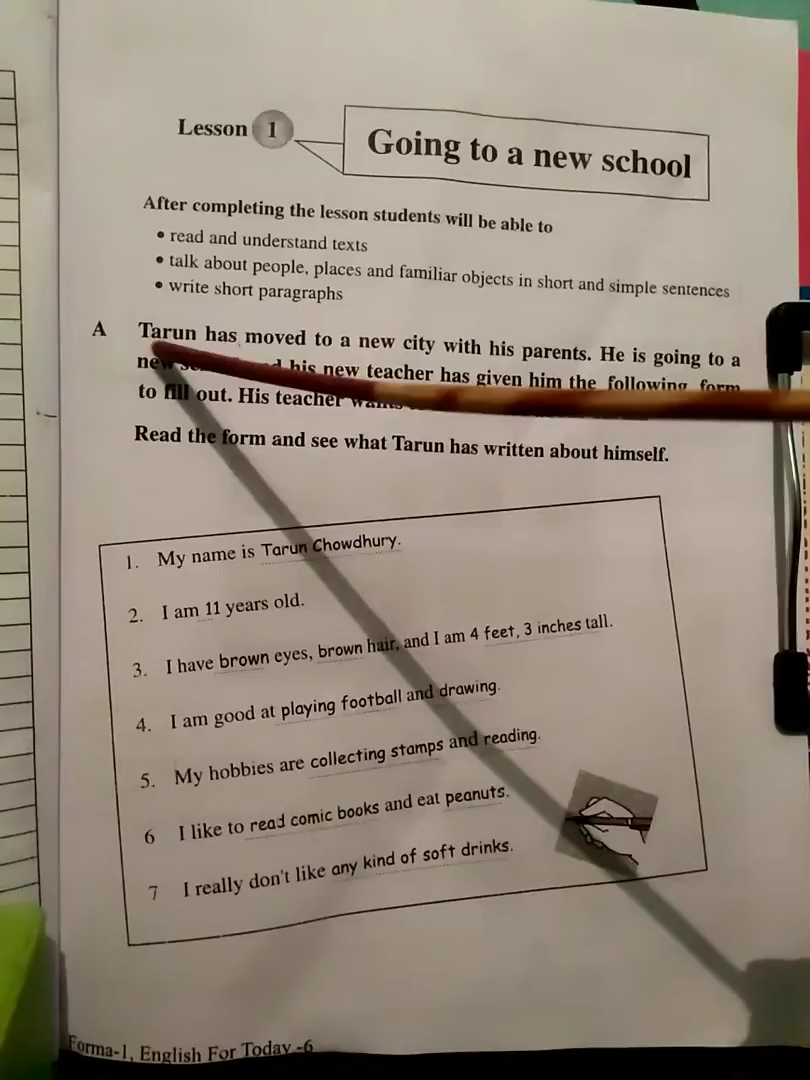 Lesson 1
Going to a new school
After completing the lesson students will be able to
• read and understand texts
• talk about people, places and familiar objects in short and simple sentences
• write short paragraphs
A Tarun has moved to a new city with his parents. He is going to a
new his new teacher has given him the following form
to fill out. His teacher wants
Read the form and see what Tarun has written about himself.
1. My name is Tarun Chowdhury.
2. I am 11 years old.
3. I have brown eyes, brown hair, and I am 4 feet, 3 inches tall.
4. I am good at playing football and drawing.
5. My hobbies are collecting stamps and reading.
6 I like to read comic books and eat peanuts.
7 I really don't like any kind of soft drinks.
Forma-1, English For Today -6